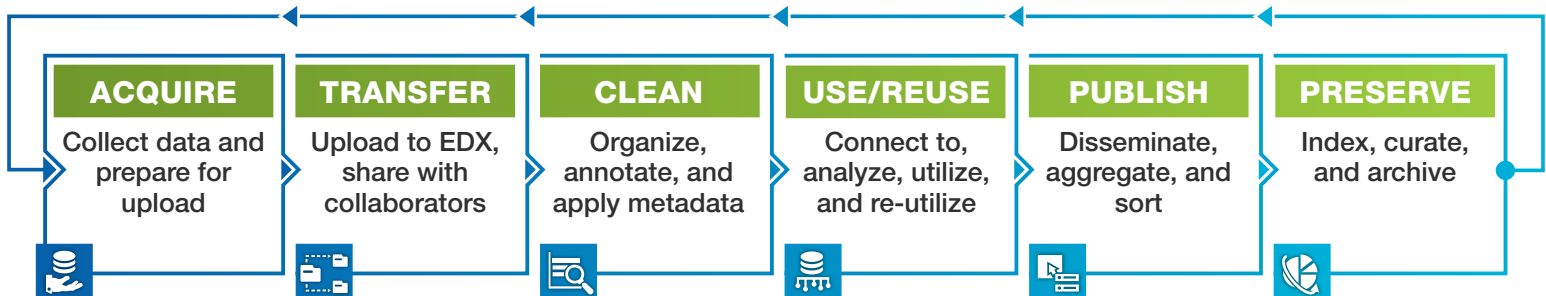 ACQUIRE
Collect data and
prepare for
upload
TRANSFER
Upload to EDX,
share with
collaborators
CLEAN
Organize,
annotate, and
apply metadata
USE/REUSE
Connect to,
analyze, utilize,
and re-utilize
PUBLISH
Disseminate,
aggregate, and
sort
PRESERVE
Index, curate,
and archive